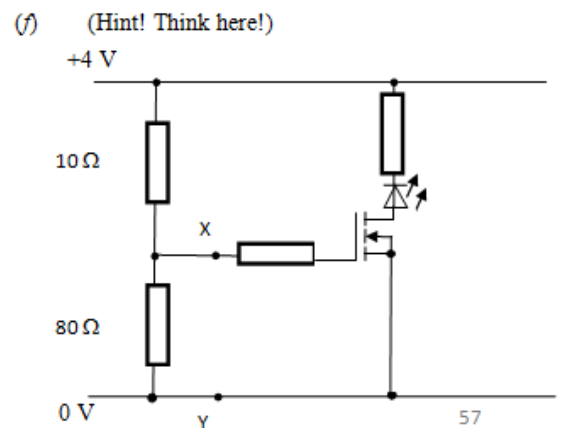 (f) (Hint! Think here!)
+4 V
10 Ω
X
80 Ω
0 V
Y
57